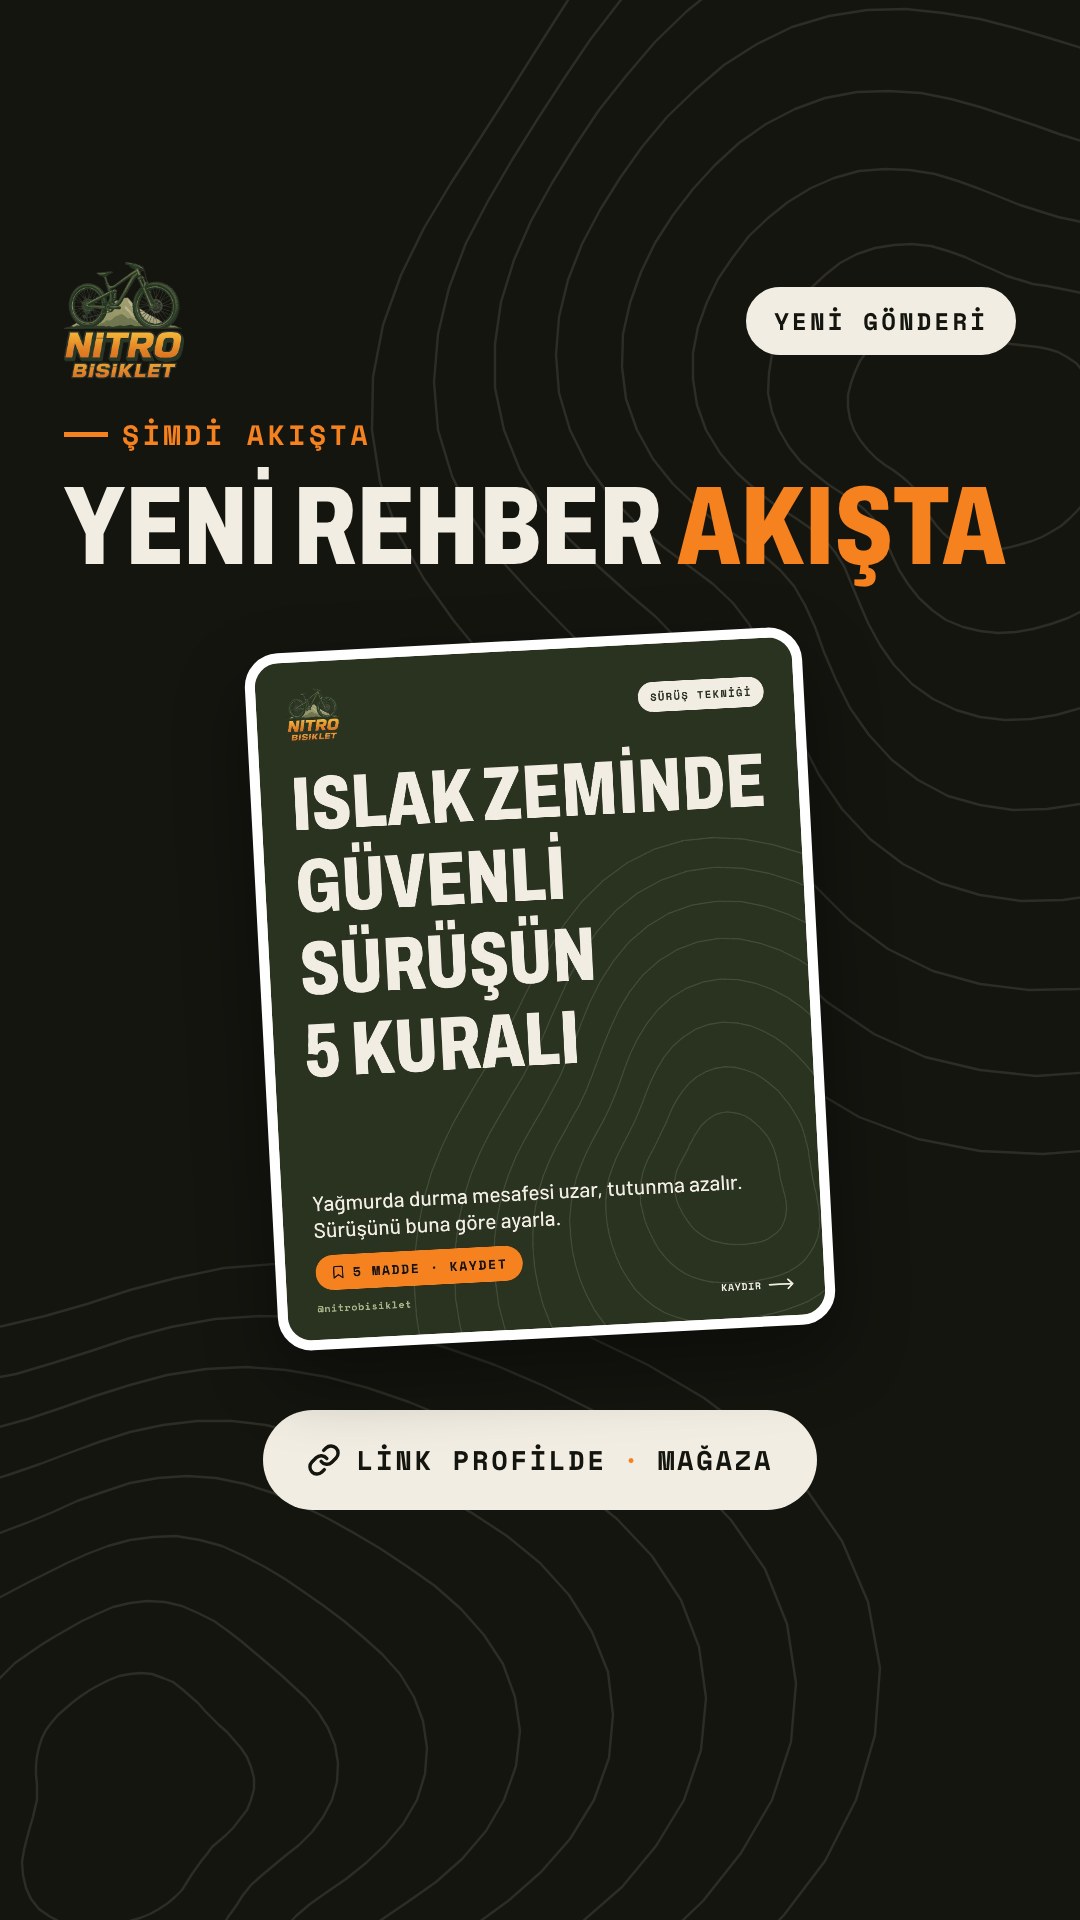 NiTRO
BiSiKLET
YENİ GÖNDERİ
ŞİMDİ AKIŞTA
YENİ REHBER AKIŞTA
NITRO
BISIKLET
SÜRÜŞ TEKNİĞİ
ISLAK ZEMİNDE
GÜVENLİ
SÜRÜŞÜN
5 KURALI
Yağmurda durma mesafesi uzar, tutunma azalır.
Sürüşünü buna göre ayarla.
5 MADDE · KAYDET
@nitrobisiklet
KAYDIR
LİNK PROFİLDE · MAĞAZA